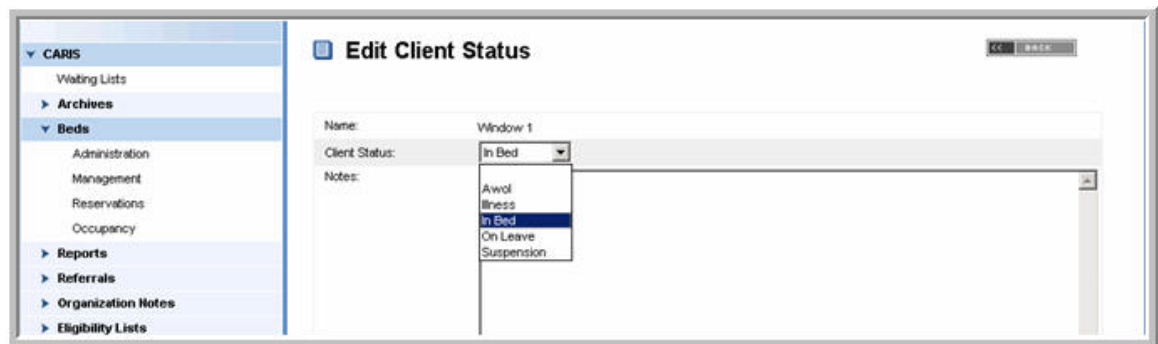 CARIS
Waiting Lists
Archives
Beds
Administration
Management
Reservations
Occupancy
Reports
Referrals
Organization Notes
Eligibility Lists
Edit Client Status
<< BACK
Name: Window 1
Client Status: In Bed
Notes:
Awol
Illness
In Bed
On Leave
Suspension